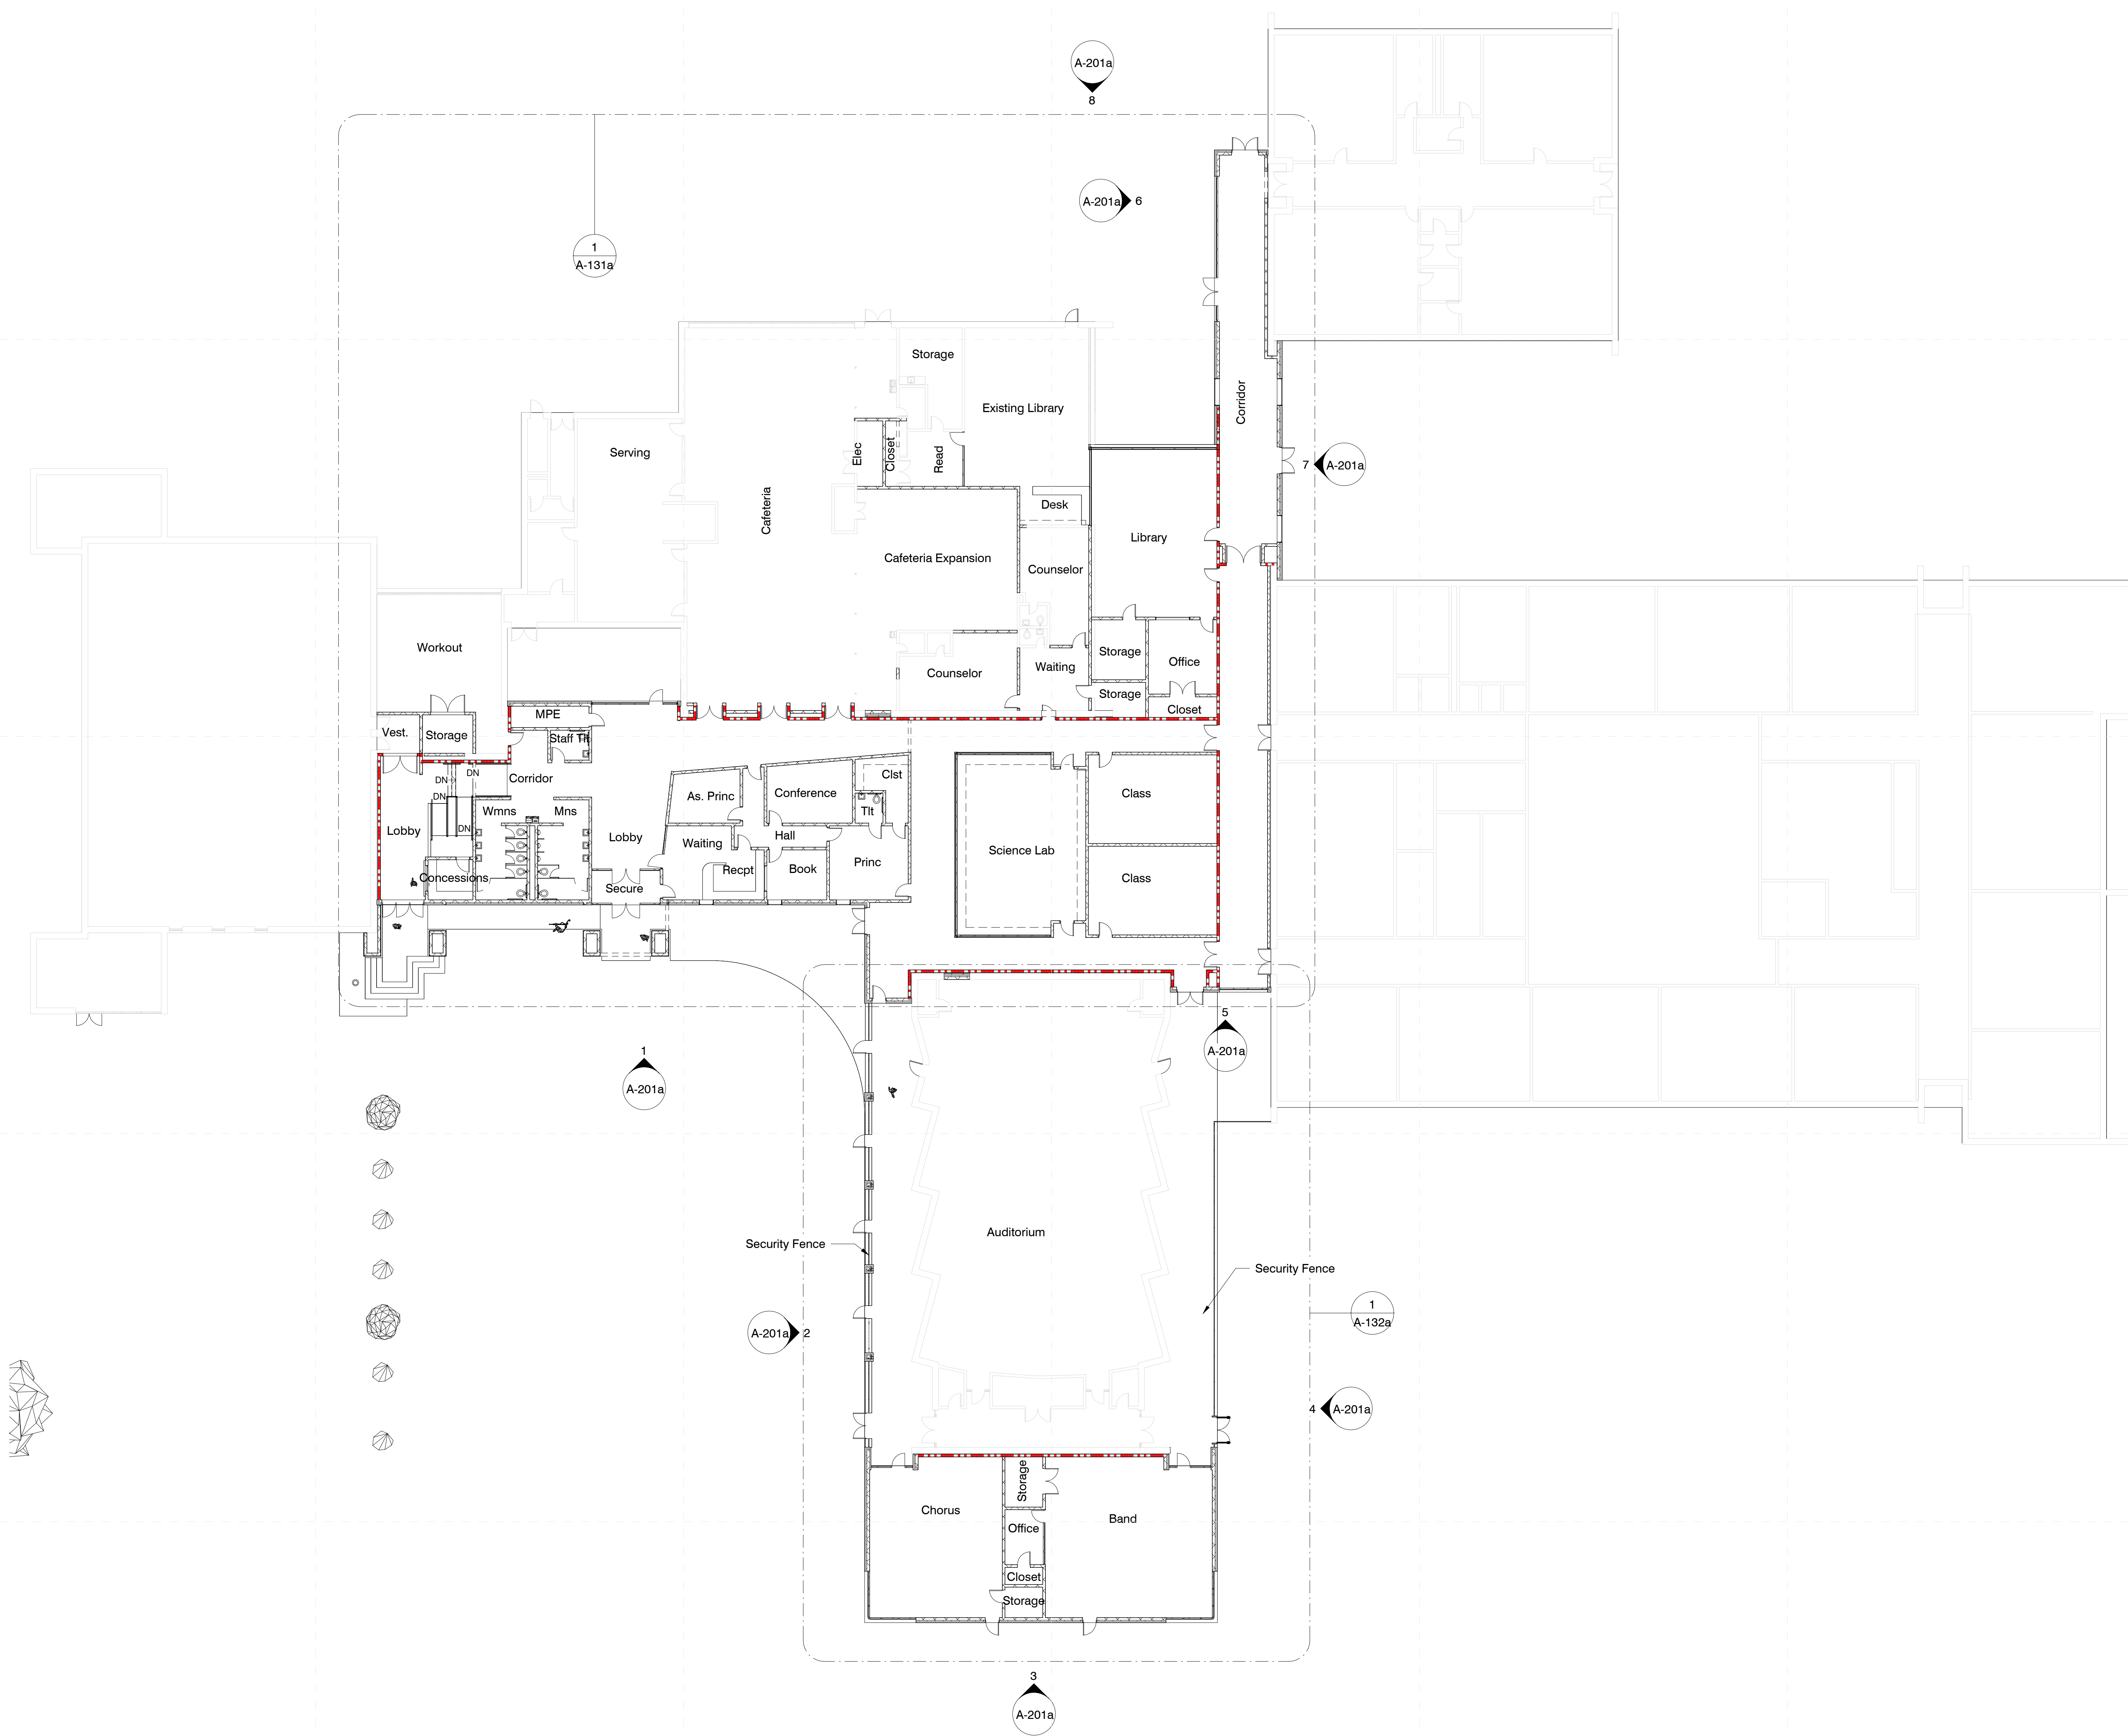 A-201a
8
A-201a
6
1
A-131a
Storage
Existing Library
Corridor
Serving
Elec
Closet
Read
7
A-201a
Cafeteria
Desk
Library
Cafeteria Expansion
Counselor
Workout
Storage
Office
Waiting
Counselor
Storage
Closet
MPE
Vest.
Storage
Staff Tlt
DN
DN
Corridor
Clst
DN
As. Princ
Conference
Class
Wmns
Mns
Tlt
DN
Lobby
Lobby
Hall
Waiting
Science Lab
Princ
Recpt
Book
Concessions
Class
Secure
5
A-201a
1
A-201a
Auditorium
Security Fence
Security Fence
1
A-132a
A-201a
2
4
A-201a
Storage
Chorus
Band
Office
Closet
Storage
3
A-201a